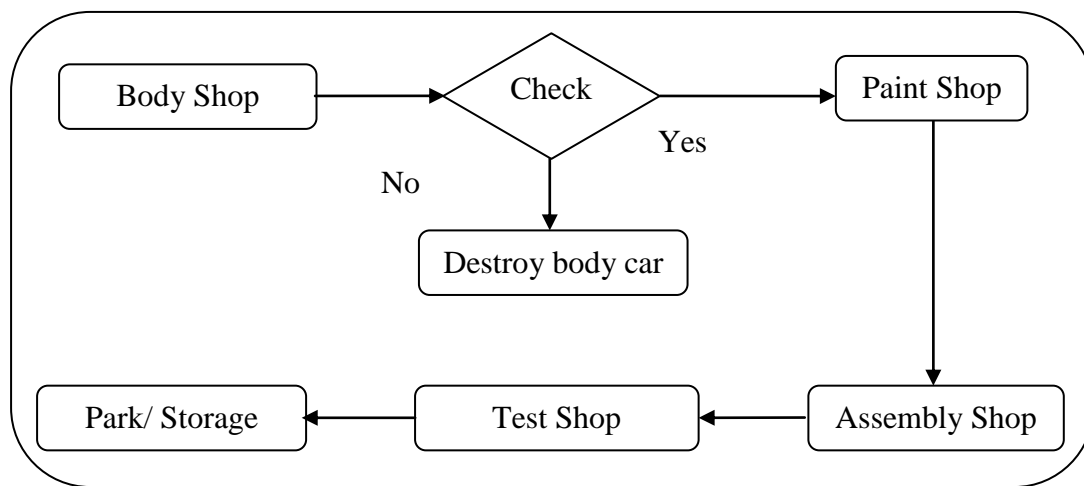 Body Shop
Check
Paint Shop
Yes
No
Destroy body car
Park/ Storage
Test Shop
Assembly Shop